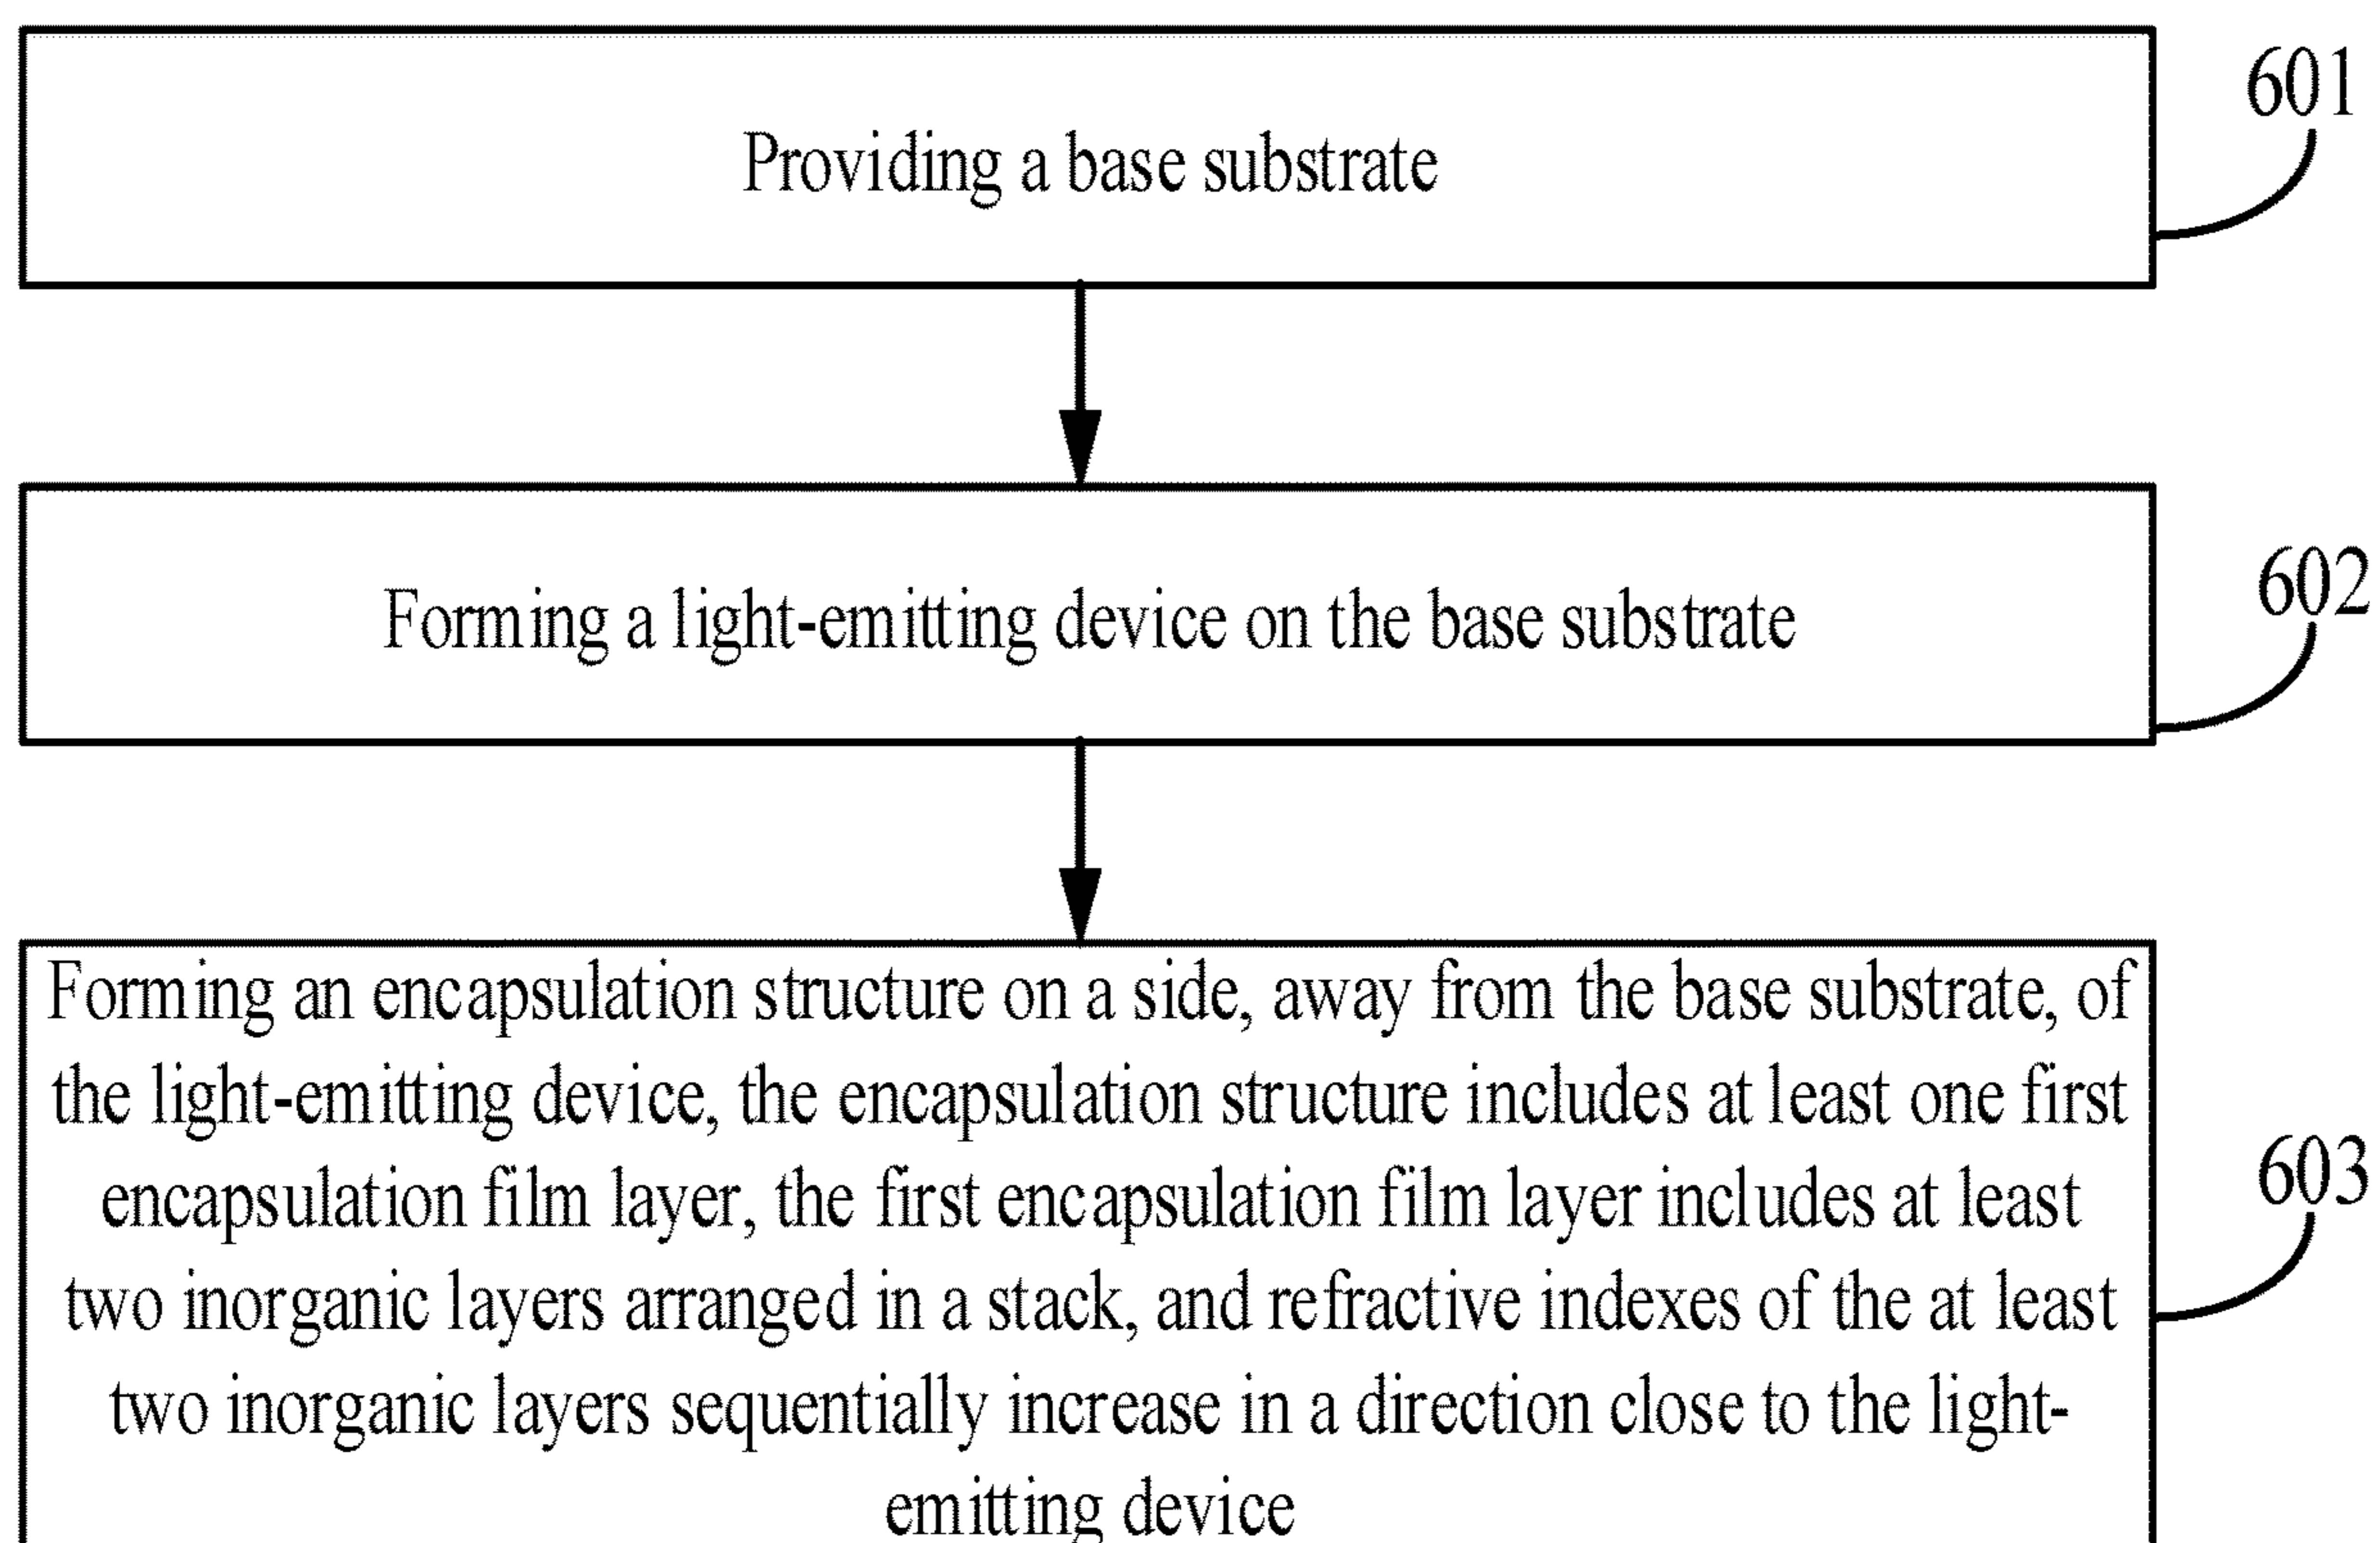 Providing a base substrate
601
Forming a light-emitting device on the base substrate
602
Forming an encapsulation structure on a side, away from the base substrate, of
the light-emitting device, the encapsulation structure includes at least one first
encapsulation film layer, the first encapsulation film layer includes at least
two inorganic layers arranged in a stack, and refractive indexes of the at least
two inorganic layers sequentially increase in a direction close to the light-
emitting device
603